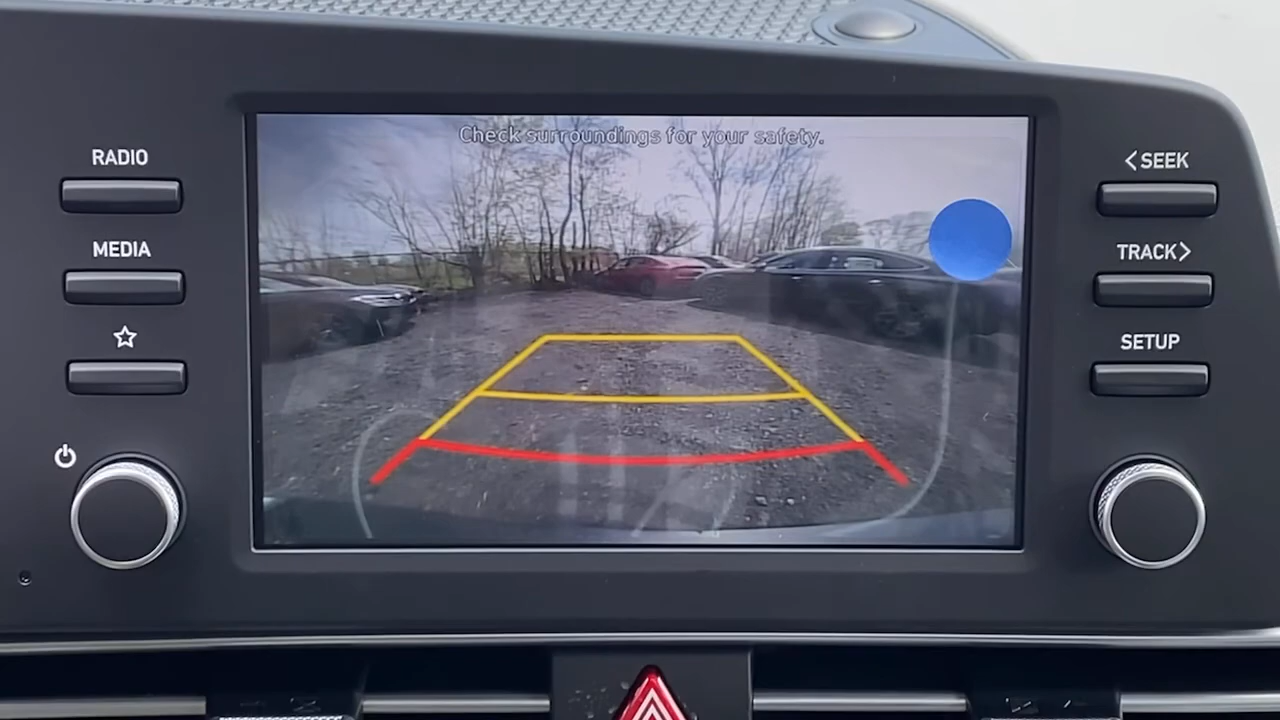 Check surroundings for your safety.
RADIO
MEDIA
<SEEK
TRACK>
SETUP